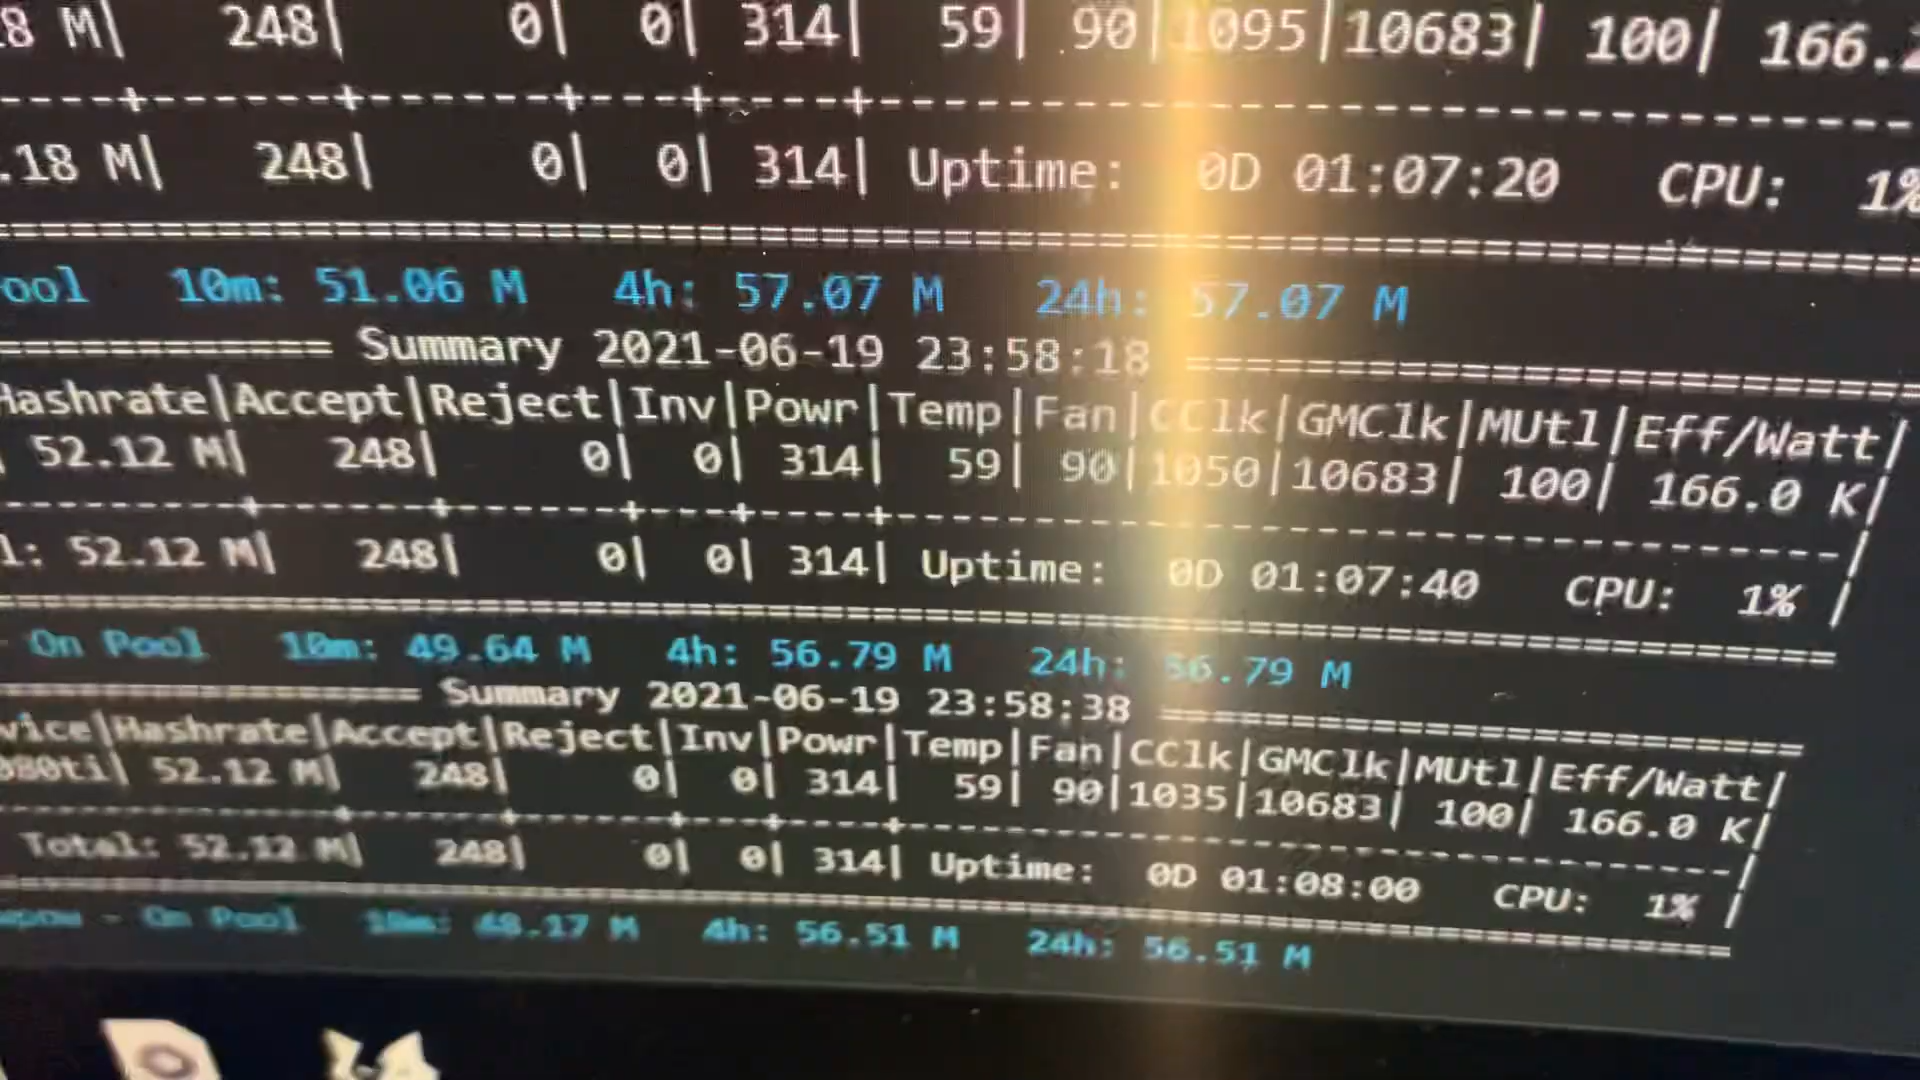 8 M| 248| 0| 0| 314| 59| 90|1095|10683| 100| 166.
.18 M| 248| 0| 0| 314| Uptime: 0D 01:07:20 CPU: 1%
ool 10m: 51.06 M 4h: 57.07 M 24h: 57.07 M
Summary 2021-06-19 23:58:18
Hashrate|Accept|Reject|Inv|Powr|Temp|Fan|CClk|GMClk|MUtl|Eff/Watt|
52.12 M| 248| 0| 0| 314| 59| 90|1050|10683| 100| 166.0 K|
l: 52.12 M| 248| 0| 0| 314| Uptime: 0D 01:07:40 CPU: 1% |
- On Pool 10m: 49.64 M 4h: 56.79 M 24h: 56.79 M
Summary 2021-06-19 23:58:38
vice|Hashrate|Accept|Reject|Inv|Powr|Temp|Fan|CClk|GMClk|MUtl|Eff/Watt|
080ti| 52.12 M| 248| 0| 0| 314| 59| 90|1035|10683| 100| 166.0 K|
Total: 52.12 M| 248| 0| 0| 314| Uptime: 0D 01:08:00 CPU: 1% |
- On Pool 10m: 48.17 M 4h: 56.51 M 24h: 56.51 M